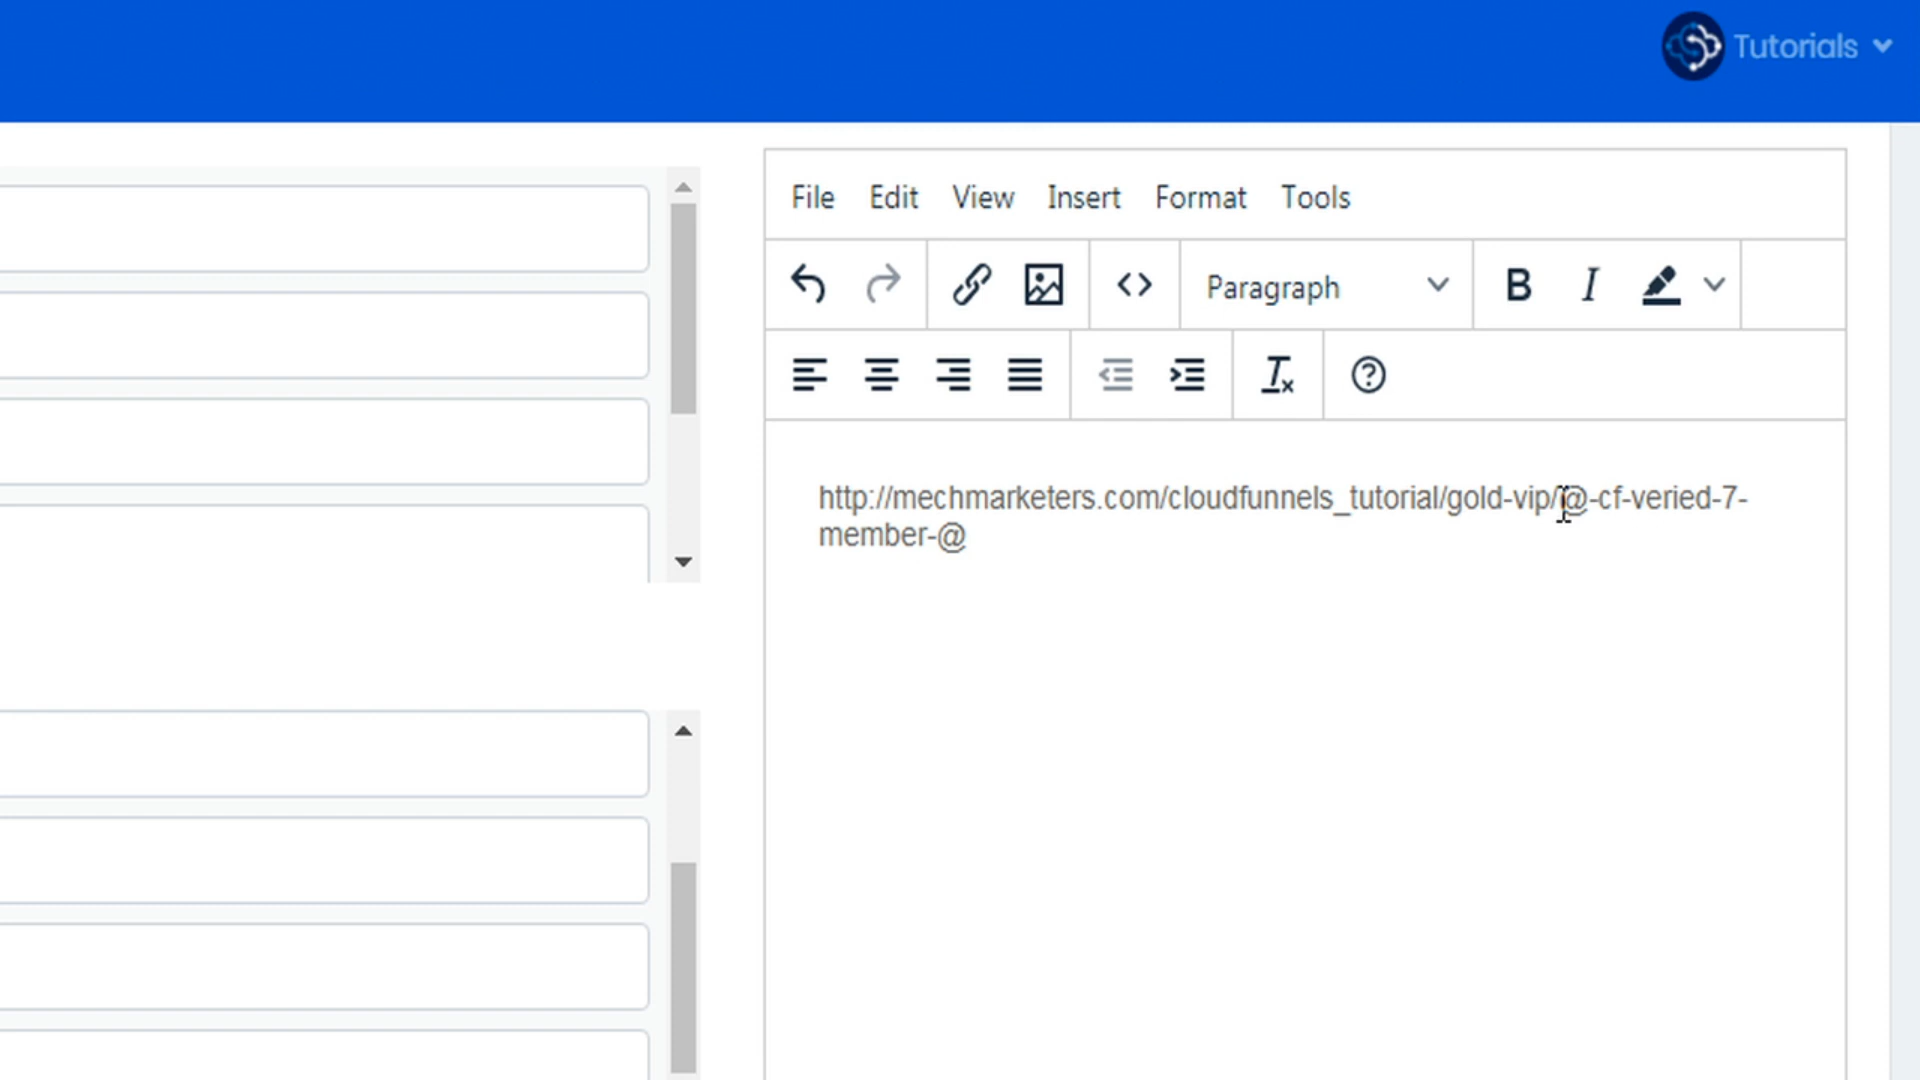 Tutorials
File Edit View Insert Format Tools
Paragraph B I
http://mechmarketers.com/cloudfunnels_tutorial/gold-vip/@-cf-veried-7-
member-@